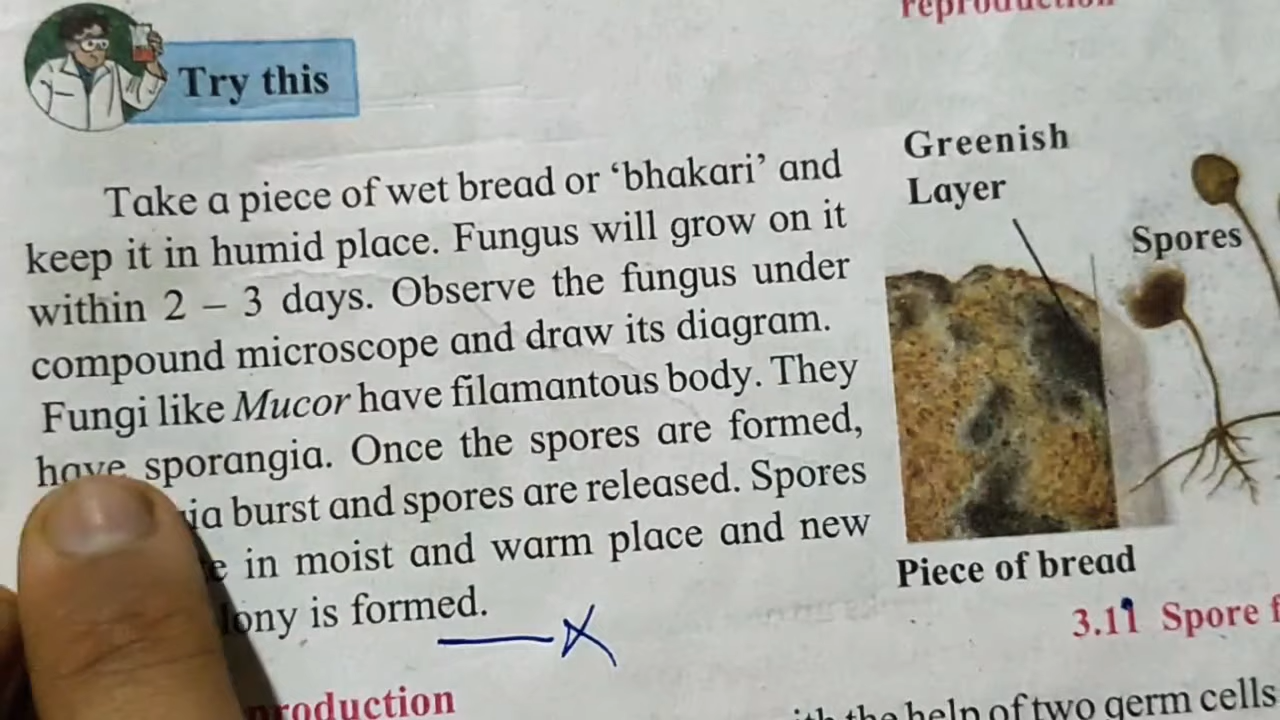 reproduction
Try this
Take a piece of wet bread or ‘bhakari’ and
keep it in humid place. Fungus will grow on it
within 2 – 3 days. Observe the fungus under
compound microscope and draw its diagram.
Fungi like Mucor have filamantous body. They
have sporangia. Once the spores are formed,
ia burst and spores are released. Spores
e in moist and warm place and new
lony is formed.
Greenish
Layer
Spores
Piece of bread
3.11 Spore f
production
ith the help of two germ cells